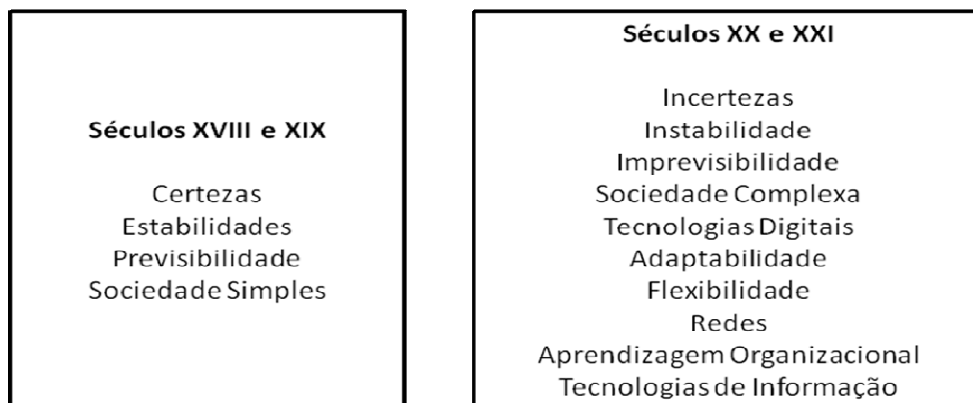 Séculos XVIII e XIX
Certezas
Estabilidades
Previsibilidade
Sociedade Simples
Séculos XX e XXI
Incertezas
Instabilidade
Imprevisibilidade
Sociedade Complexa
Tecnologias Digitais
Adaptabilidade
Flexibilidade
Redes
Aprendizagem Organizacional
Tecnologias de Informação